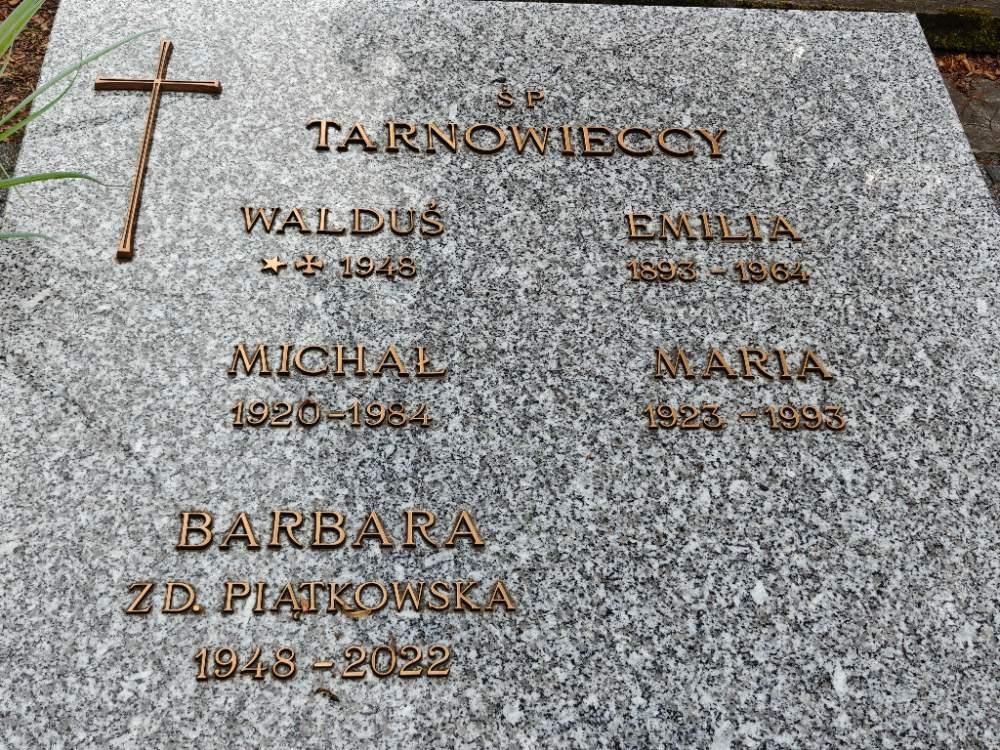 ŚP
TARNOWIECCY
WALDUŚ
★✠ 1948
EMILIA
1893 - 1964
MICHAŁ
1920-1984
MARIA
1923 - 1993
BARBARA
ZD. PIĄTKOWSKA
1948 - 2022